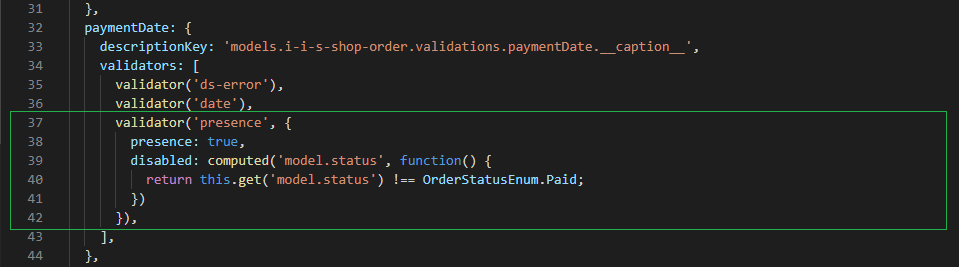 31 },
32 paymentDate: {
33 descriptionKey: 'models.i-i-s-shop-order.validations.paymentDate.__caption__',
34 validators: [
35 validator('ds-error'),
36 validator('date'),
37 validator('presence', {
38 presence: true,
39 disabled: computed('model.status', function() {
40 return this.get('model.status') !== OrderStatusEnum.Paid;
41 })
42 }),
43 ],
44 },